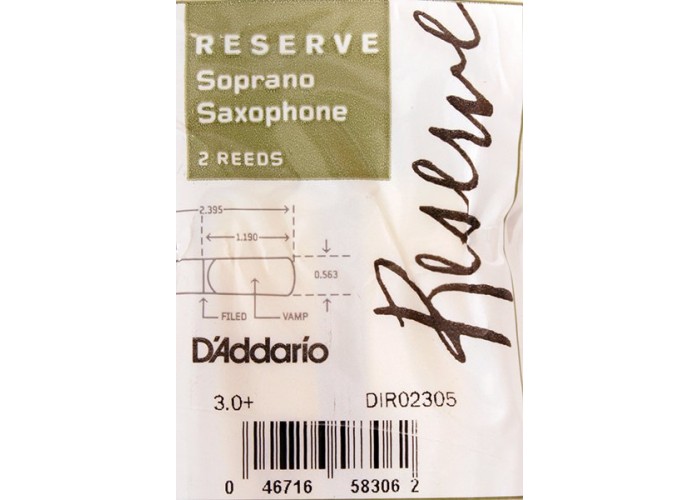 RESERVE
Soprano
Saxophone
2 REEDS
Reserve
2.395
1.190
0.563
FILED
VAMP
D'Addario
3.0+
DIR02305
0 46716 58306 2